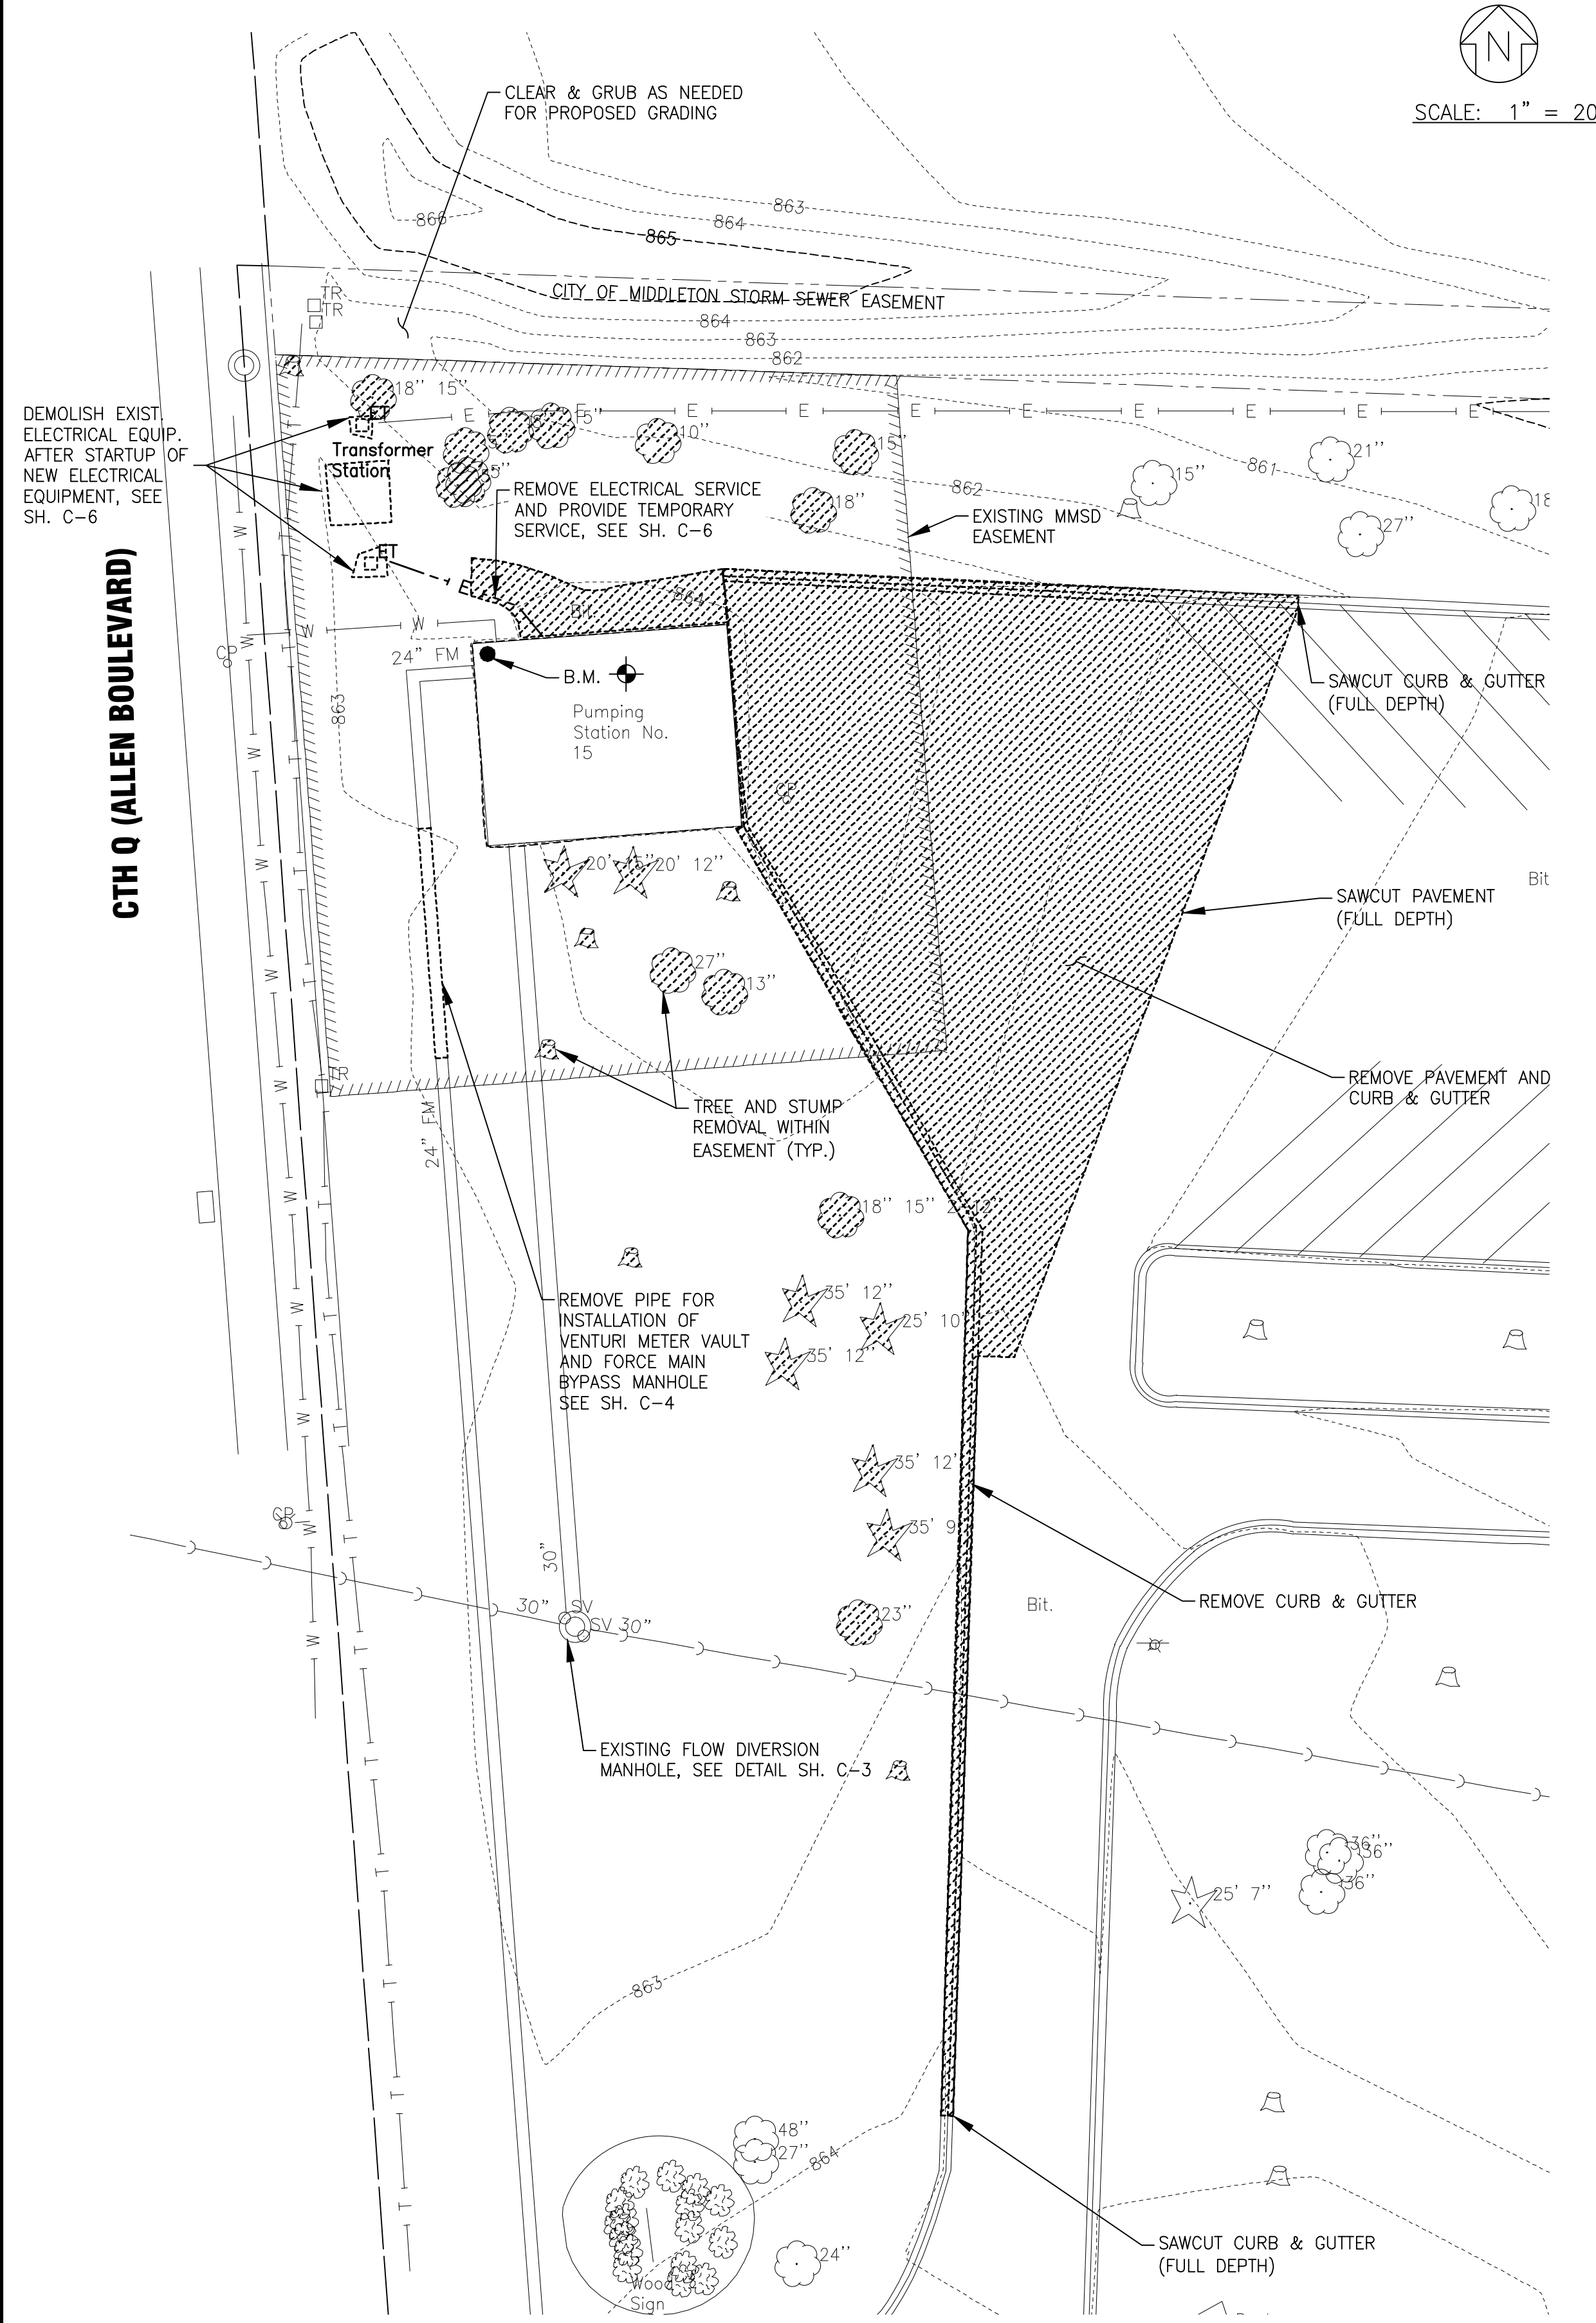 N
SCALE: 1" = 20
CLEAR & GRUB AS NEEDED
FOR PROPOSED GRADING
863
866
864
865
TR
TR
CITY OF MIDDLETON STORM SEWER EASEMENT
864
863
862
18" 15"
DEMOLISH EXIST.
ELECTRICAL EQUIP.
AFTER STARTUP OF
NEW ELECTRICAL
EQUIPMENT, SEE
SH. C-6
ET
E
E
E
E
E
E
E
E
E
E
15"
10"
15"
21"
Transformer
Station
861
15"
18"
862
REMOVE ELECTRICAL SERVICE
AND PROVIDE TEMPORARY
SERVICE, SEE SH. C-6
18"
EXISTING MMSD
EASEMENT
27"
ET
E
864
Bit.
CTH Q (ALLEN BOULEVARD)
W
W
CP
24" FM
B.M.
863
Pumping
Station No.
15
SAWCUT CURB & GUTTER
(FULL DEPTH)
CP
20' 15"
20' 12"
Bit
SAWCUT PAVEMENT
(FULL DEPTH)
27"
13"
TR
REMOVE PAVEMENT AND
CURB & GUTTER
24" FM
TREE AND STUMP
REMOVAL WITHIN
EASEMENT (TYP.)
18" 15"
REMOVE PIPE FOR
INSTALLATION OF
VENTURI METER VAULT
AND FORCE MAIN
BYPASS MANHOLE
SEE SH. C-4
35' 12"
25' 10"
35' 12"
35' 12"
CP
35' 9
30"
30"
SV
SV 30"
23"
Bit.
REMOVE CURB & GUTTER
EXISTING FLOW DIVERSION
MANHOLE, SEE DETAIL SH. C-3
36"
36"
36"
25' 7"
863
48"
27"
864
24"
Wood
Sign
SAWCUT CURB & GUTTER
(FULL DEPTH)